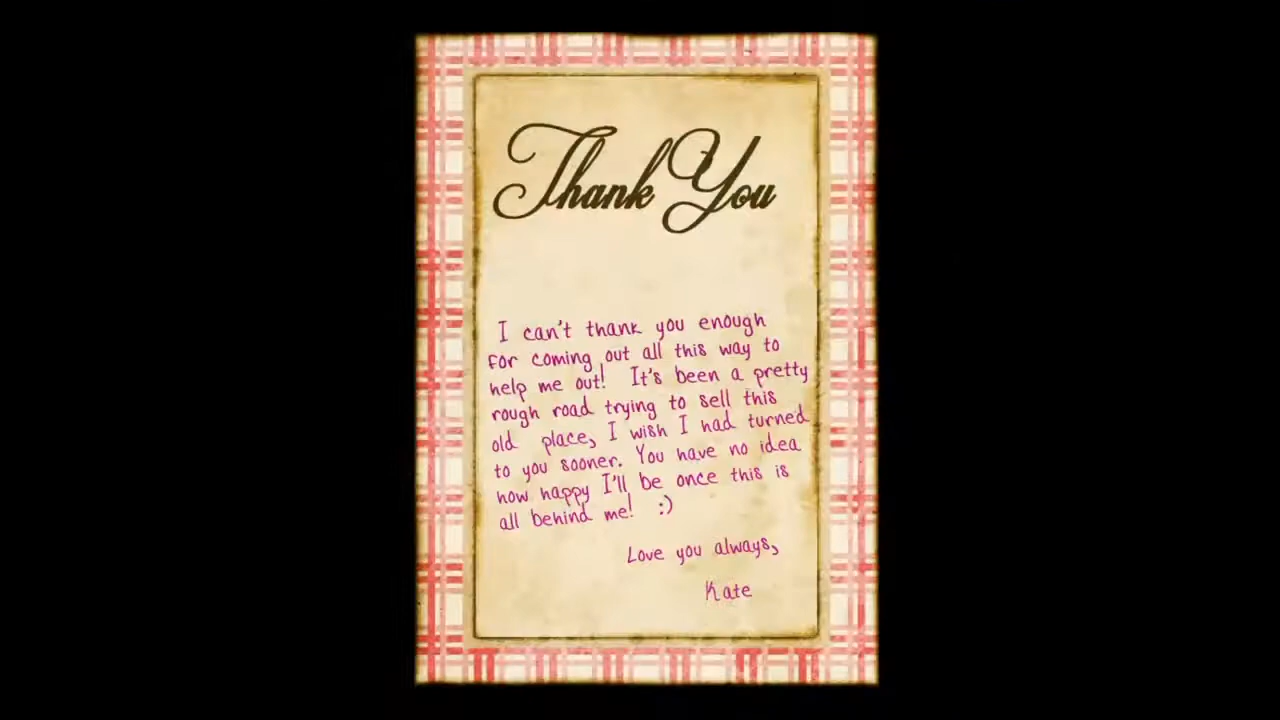 Thank You
I can't thank you enough
for coming out all this way to
help me out! It's been a pretty
rough road trying to sell this
old place, I wish I had turned
to you sooner. You have no idea
how happy I'll be once this is
all behind me! :)
Love you always,
Kate